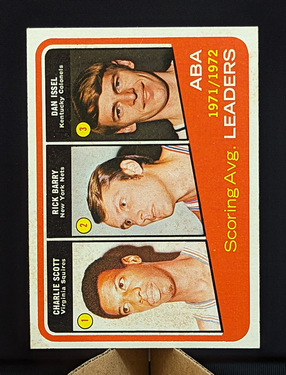 ABA
1971/1972
Scoring Avg. LEADERS
1
CHARLIE SCOTT
Virginia Squires
2
RICK BARRY
New York Nets
3
DAN ISSEL
Kentucky Colonels